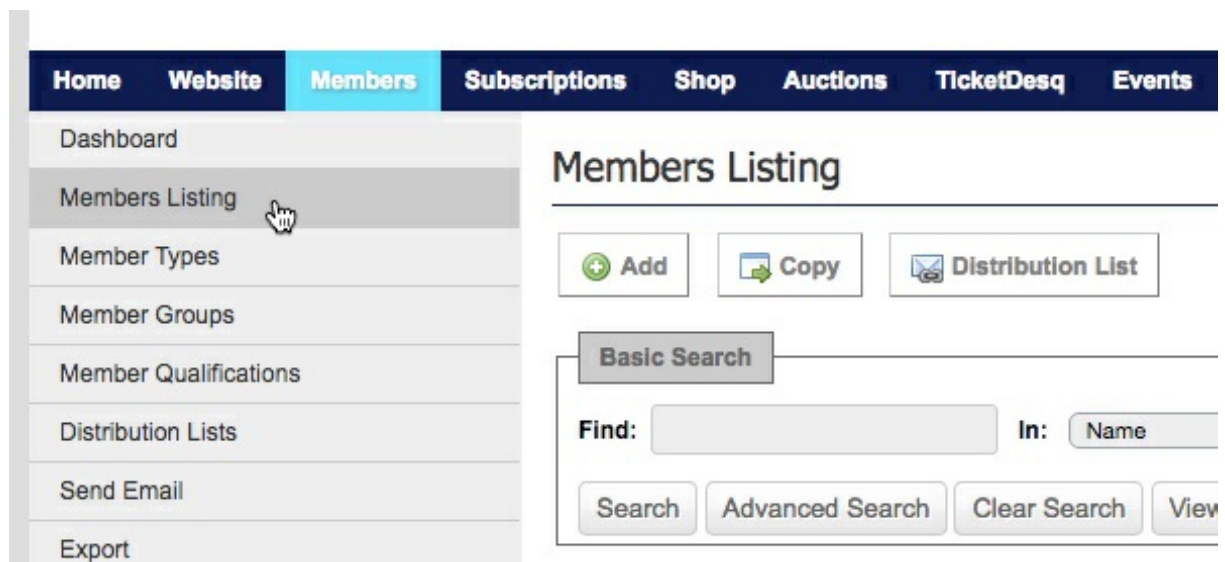 Home Website Members Subscriptions Shop Auctions TicketDesq Events
Dashboard
Members Listing
Member Types
Member Groups
Member Qualifications
Distribution Lists
Send Email
Export
Members Listing
Add Copy Distribution List
Basic Search
Find: In: Name
Search Advanced Search Clear Search View